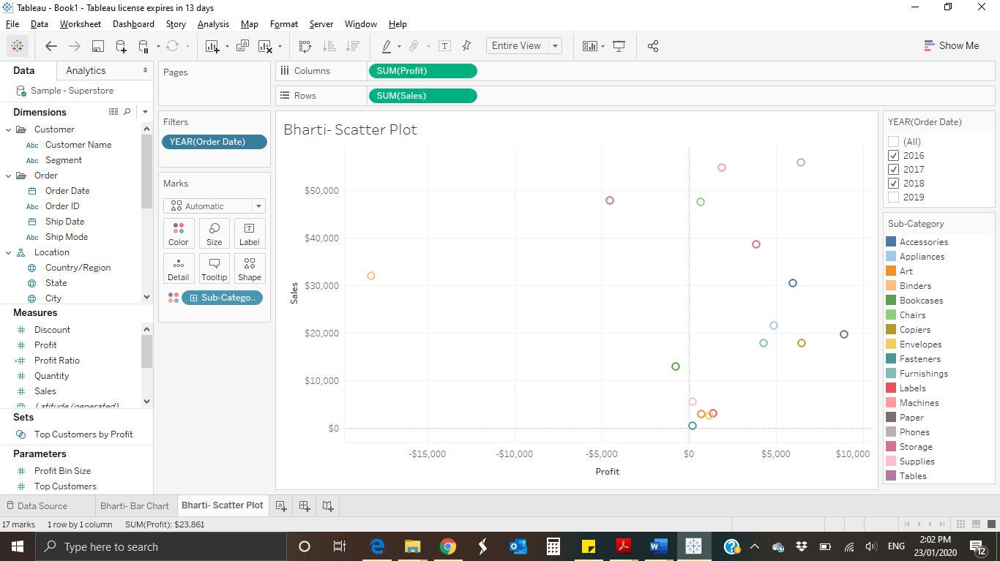 Tableau - Book1 - Tableau license expires in 13 days
File Data Worksheet Dashboard Story Analysis Map Format Server Window Help
Entire View
Show Me
Data Analytics
Sample - Superstore
Dimensions
Customer
Abc Customer Name
Abc Segment
Order
Order Date
Abc Order ID
Ship Date
Abc Ship Mode
Location
Country/Region
State
City
Measures
Discount
Profit
Profit Ratio
Quantity
Sales
Latitude (generated)
Sets
Top Customers by Profit
Parameters
Profit Bin Size
Top Customers
Pages
Filters
YEAR(Order Date)
Marks
Automatic
Color Size Label
Detail Tooltip Shape
Sub-Catego..
Columns SUM(Profit)
Rows SUM(Sales)
Bharti- Scatter Plot
$50,000
$40,000
$30,000
$20,000
$10,000
$0
Sales
-$15,000 -$10,000 -$5,000 $0 $5,000 $10,000
Profit
YEAR(Order Date)
(All)
2016
2017
2018
2019
Sub-Category
Accessories
Appliances
Art
Binders
Bookcases
Chairs
Copiers
Envelopes
Fasteners
Furnishings
Labels
Machines
Paper
Phones
Storage
Supplies
Tables
Data Source Bharti- Bar Chart Bharti- Scatter Plot
17 marks 1 row by 1 column SUM(Profit): $23,861
Type here to search
ENG
2:02 PM
23/01/2020
12